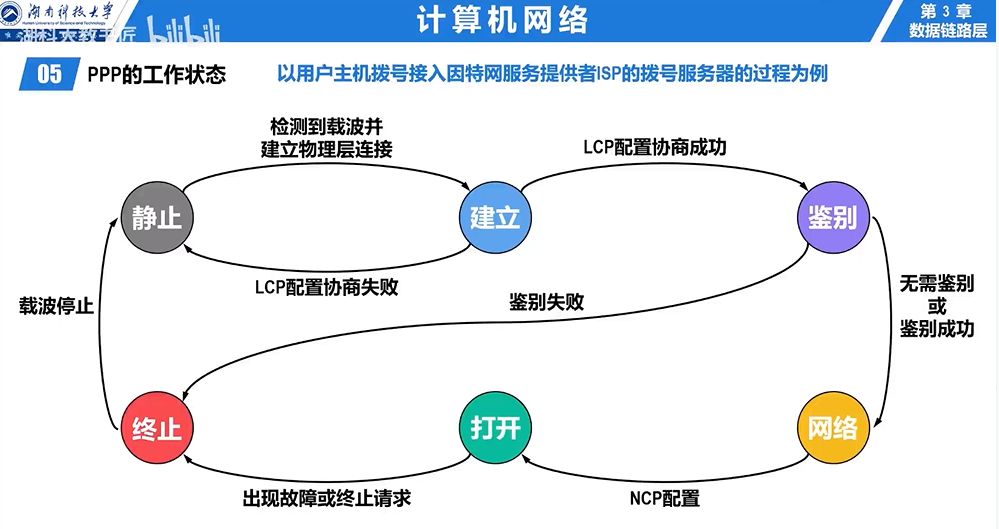 湖南科技大学
Hunan University of Science and Technology
bilibili
计算机网络
第 3 章
数据链路层
05 PPP的工作状态 以用户主机拨号接入因特网服务提供者ISP的拨号服务器的过程为例
检测到载波并
建立物理层连接
LCP配置协商成功
静止
建立
鉴别
LCP配置协商失败
载波停止
鉴别失败
无需鉴别
或
鉴别成功
终止
打开
网络
出现故障或终止请求
NCP配置